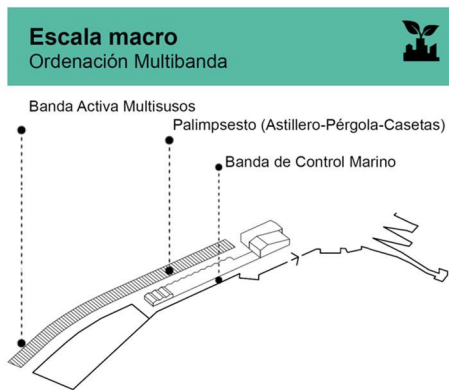 Escala macro
Ordenación Multibanda
Banda Activa Multisusos
Palimpsesto (Astillero-Pérgola-Casetas)
Banda de Control Marino